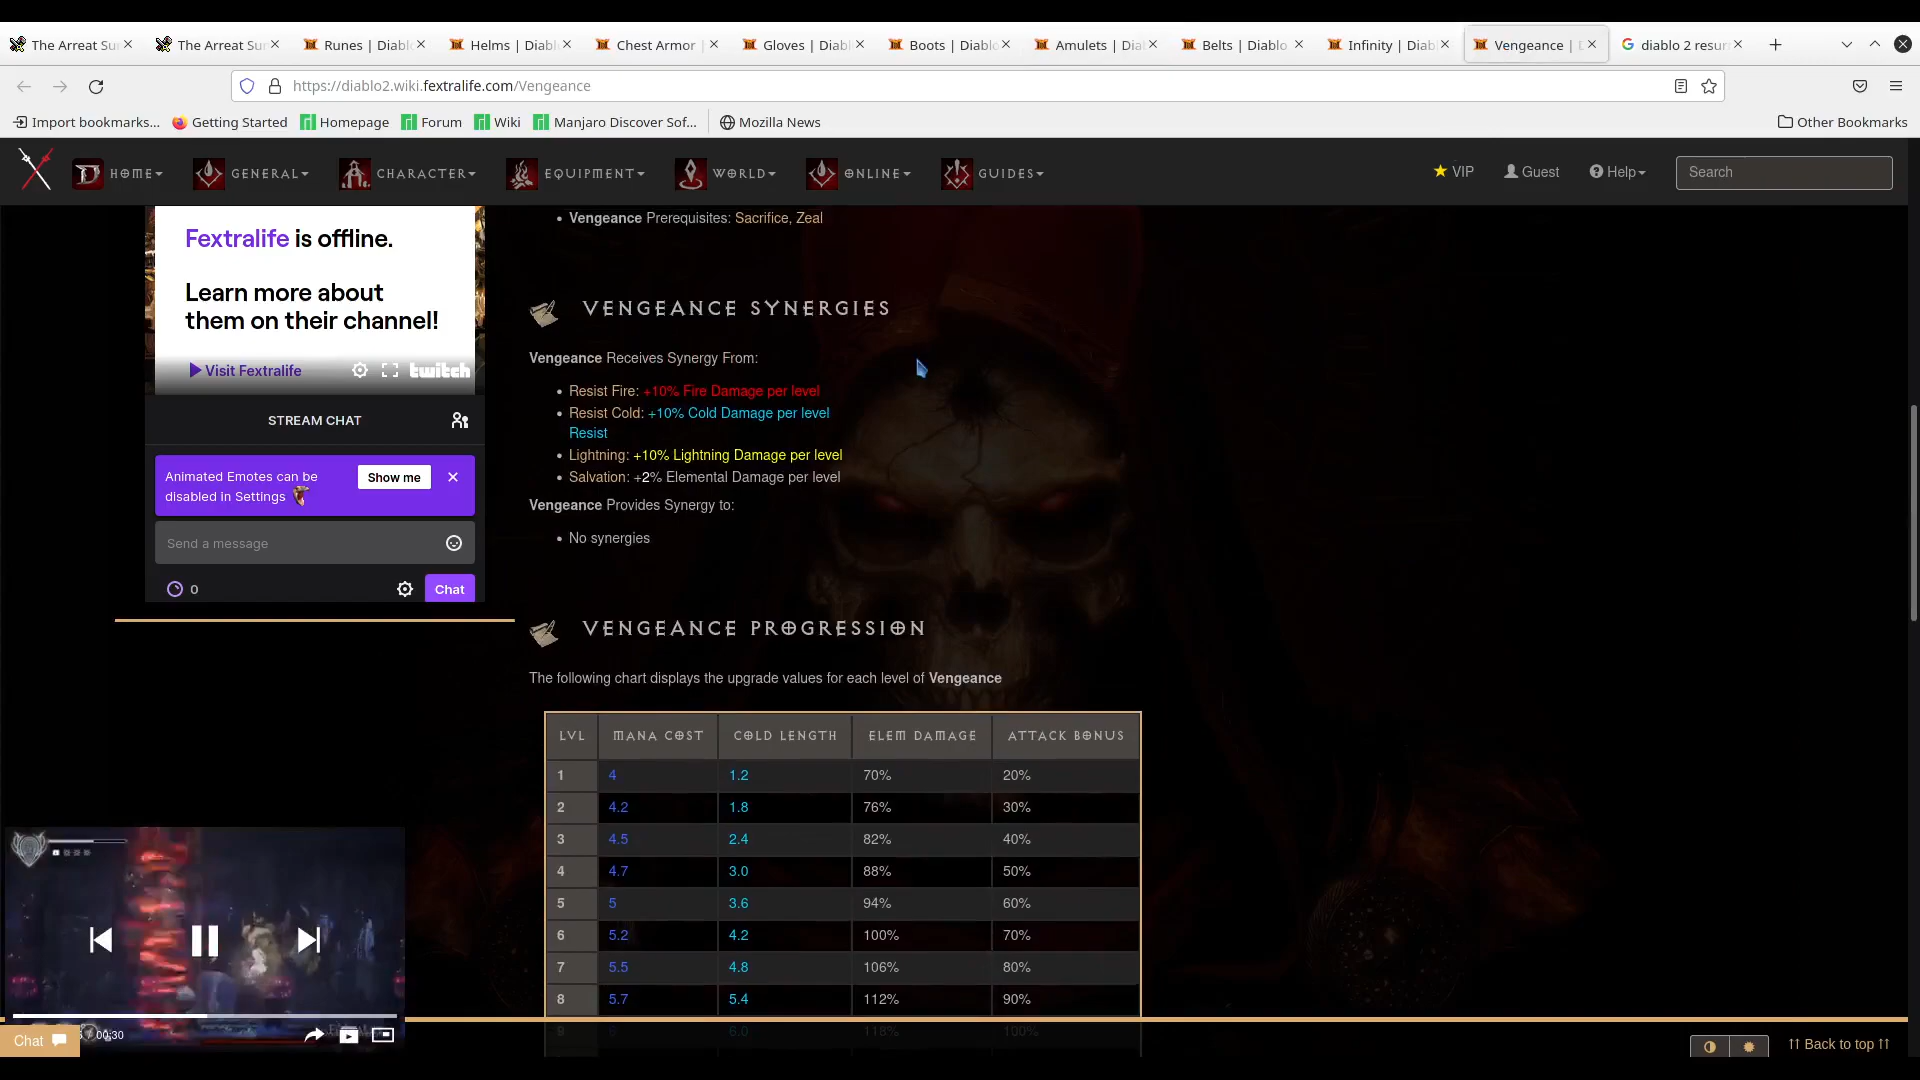 The Arreat Su
The Arreat Su
Runes | Diabl
Helms | Diabl
Chest Armor |
Gloves | Diabl
Boots | Diablo
Amulets | Dia
Belts | Diablo
Infinity | Diab
Vengeance | D
diablo 2 resur
https://diablo2.wiki.fextralife.com/Vengeance
Import bookmarks...
Getting Started
Homepage
Forum
Wiki
Manjaro Discover Sof...
Mozilla News
Other Bookmarks
HOME
GENERAL
CHARACTER
EQUIPMENT
WORLD
ONLINE
GUIDES
VIP
Guest
Help
Search
Fextralife is offline.
Learn more about
them on their channel!
Visit Fextralife
twitch
STREAM CHAT
Animated Emotes can be
disabled in Settings
Show me
Send a message
0
Chat
• Vengeance Prerequisites: Sacrifice, Zeal
VENGEANCE SYNERGIES
Vengeance Receives Synergy From:
• Resist Fire: +10% Fire Damage per level
• Resist Cold: +10% Cold Damage per level
Resist
• Lightning: +10% Lightning Damage per level
• Salvation: +2% Elemental Damage per level
Vengeance Provides Synergy to:
• No synergies
VENGEANCE PROGRESSION
The following chart displays the upgrade values for each level of Vengeance
LVL MANA COST COLD LENGTH ELEM DAMAGE ATTACK BONUS
1 4 1.2 70% 20%
2 4.2 1.8 76% 30%
3 4.5 2.4 82% 40%
4 4.7 3.0 88% 50%
5 5 3.6 94% 60%
6 5.2 4.2 100% 70%
7 5.5 4.8 106% 80%
8 5.7 5.4 112% 90%
9 6 6.0 118% 100%
/ 00:30
Chat
Back to top